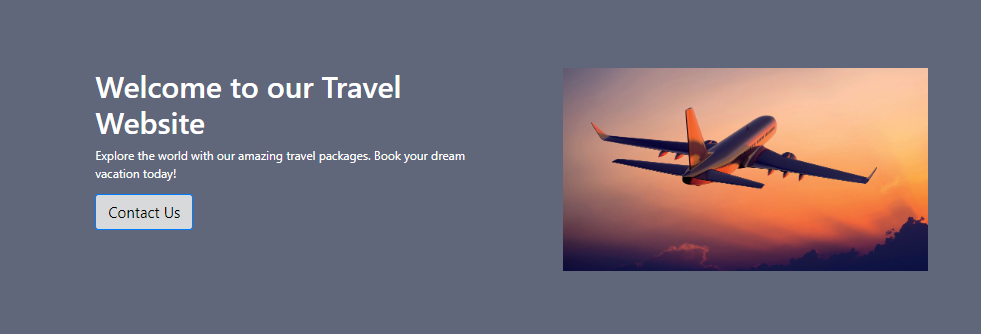 Welcome to our Travel
Website
Explore the world with our amazing travel packages. Book your dream
vacation today!
Contact Us